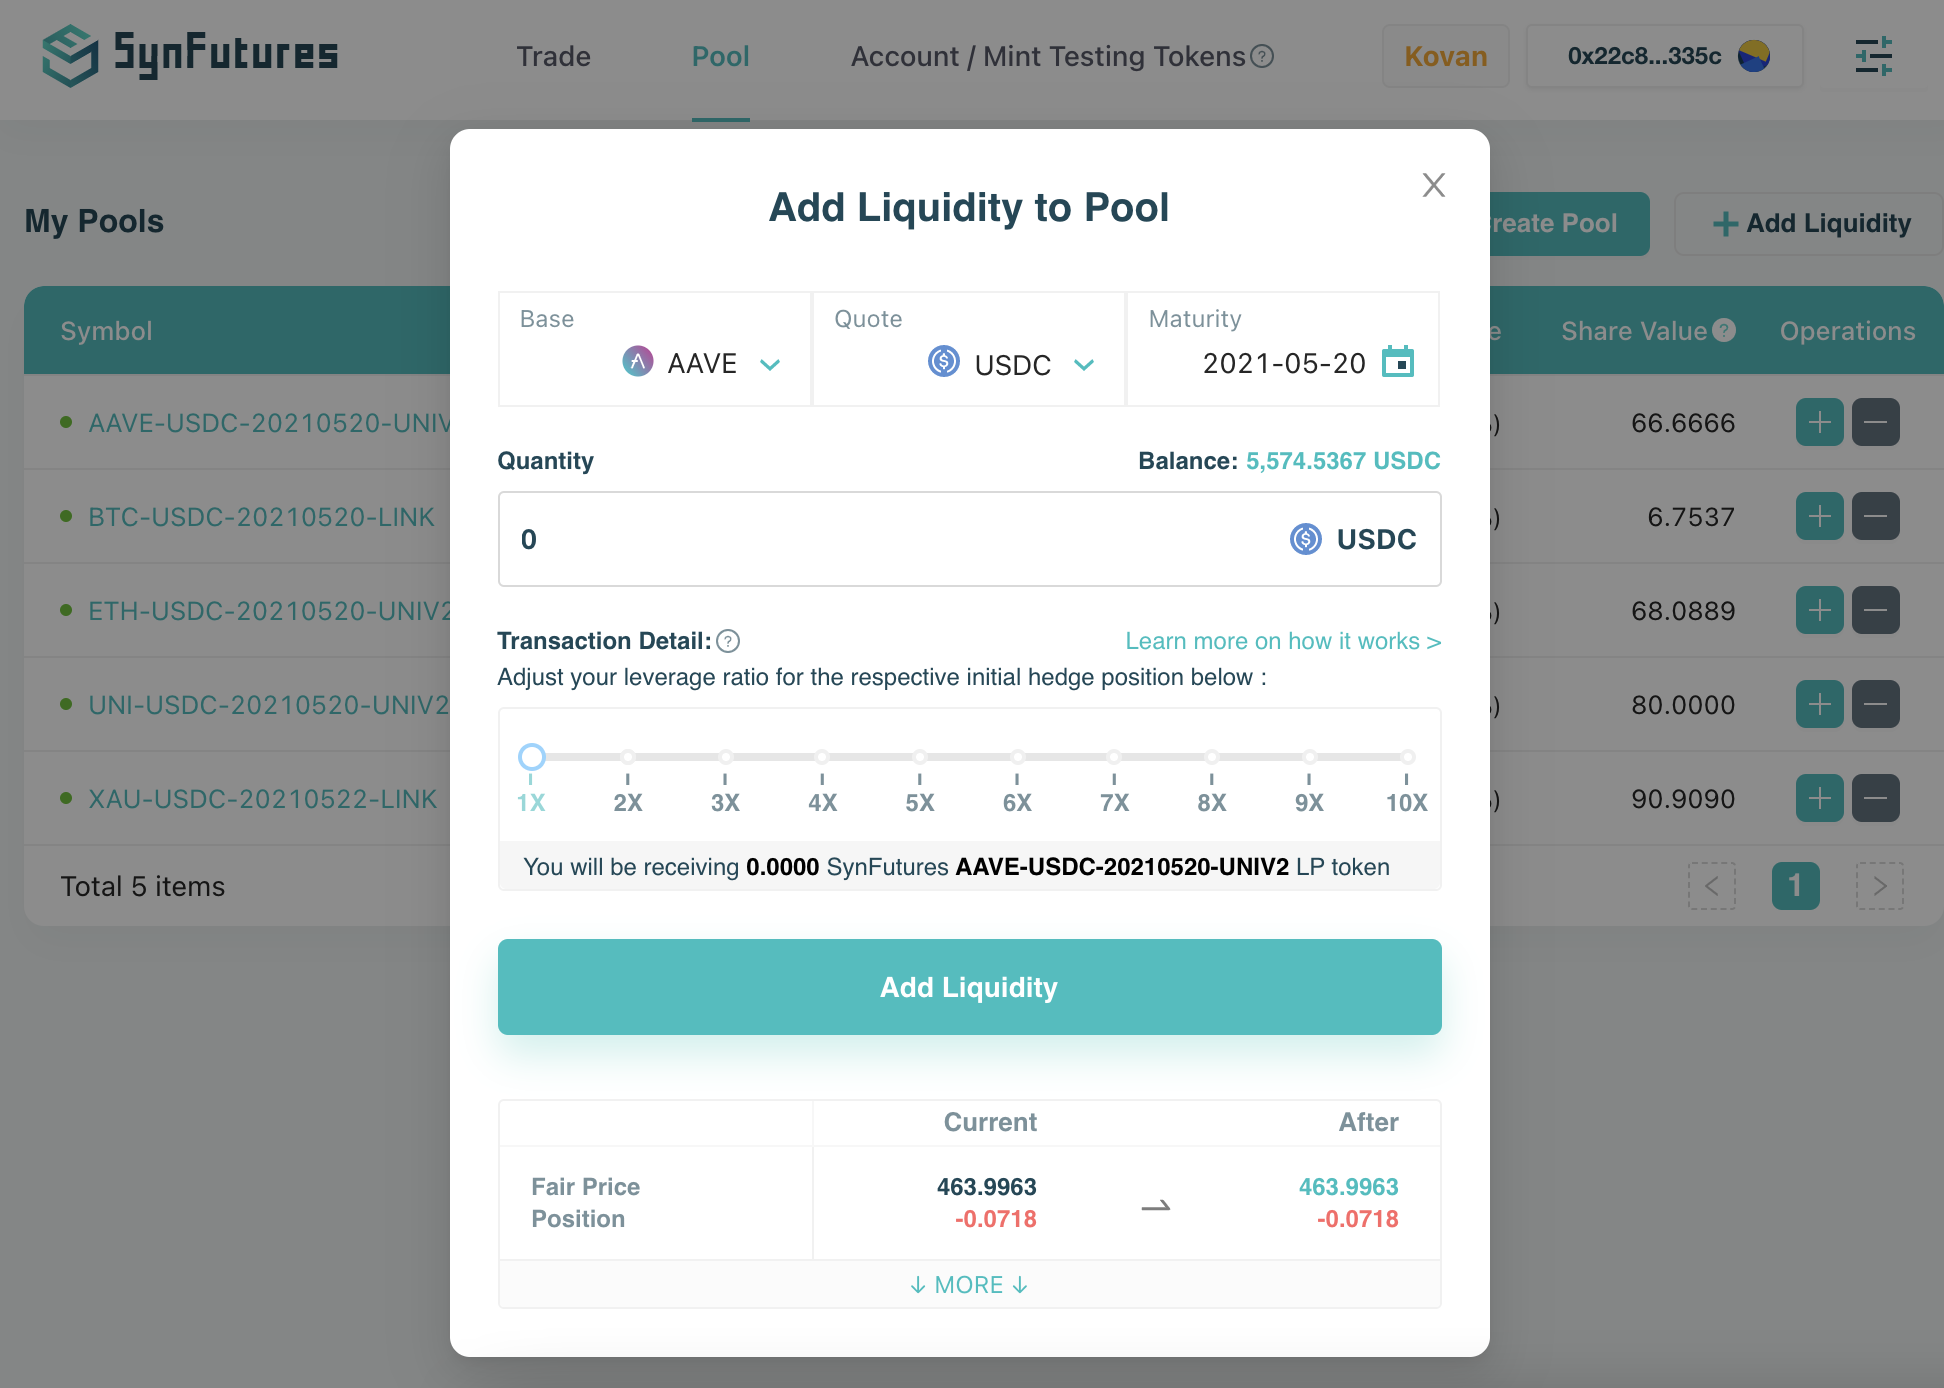 SynFutures
Trade
Pool
Account / Mint Testing Tokens
Kovan
0x22c8...335c
My Pools
Add Liquidity to Pool
X
Pool
Add Liquidity
Symbol
Share Value
Operations
Base
AAVE
Quote
USDC
Maturity
2021-05-20
AAVE-USDC-20210520-UNIV
66.6666
Quantity
Balance: 5,574.5367 USDC
BTC-USDC-20210520-LINK
6.7537
0
USDC
ETH-USDC-20210520-UNIV2
68.0889
Transaction Detail:
Learn more on how it works >
Adjust your leverage ratio for the respective initial hedge position below :
UNI-USDC-20210520-UNIV2
80.0000
1X 2X 3X 4X 5X 6X 7X 8X 9X 10X
XAU-USDC-20210522-LINK
90.9090
You will be receiving 0.0000 SynFutures AAVE-USDC-20210520-UNIV2 LP token
Total 5 items
< 1 >
Add Liquidity
Current
After
Fair Price
463.9963
463.9963
Position
-0.0718
-0.0718
↓ MORE ↓